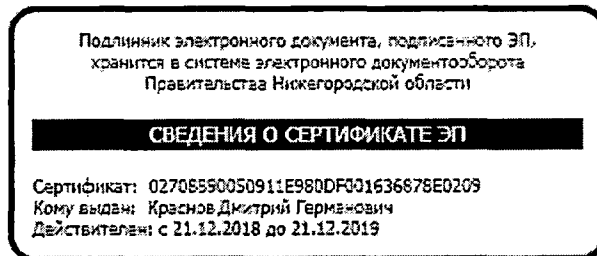 Подлинник электронного документа, подписанного ЭП,
хранится в системе электронного документооборота
Правительства Нижегородской области
СВЕДЕНИЯ О СЕРТИФИКАТЕ ЭП
Сертификат: 02708590050911E980DF001636878E0209
Кому выдан: Краснов Дмитрий Германович
Действителен: с 21.12.2018 до 21.12.2019